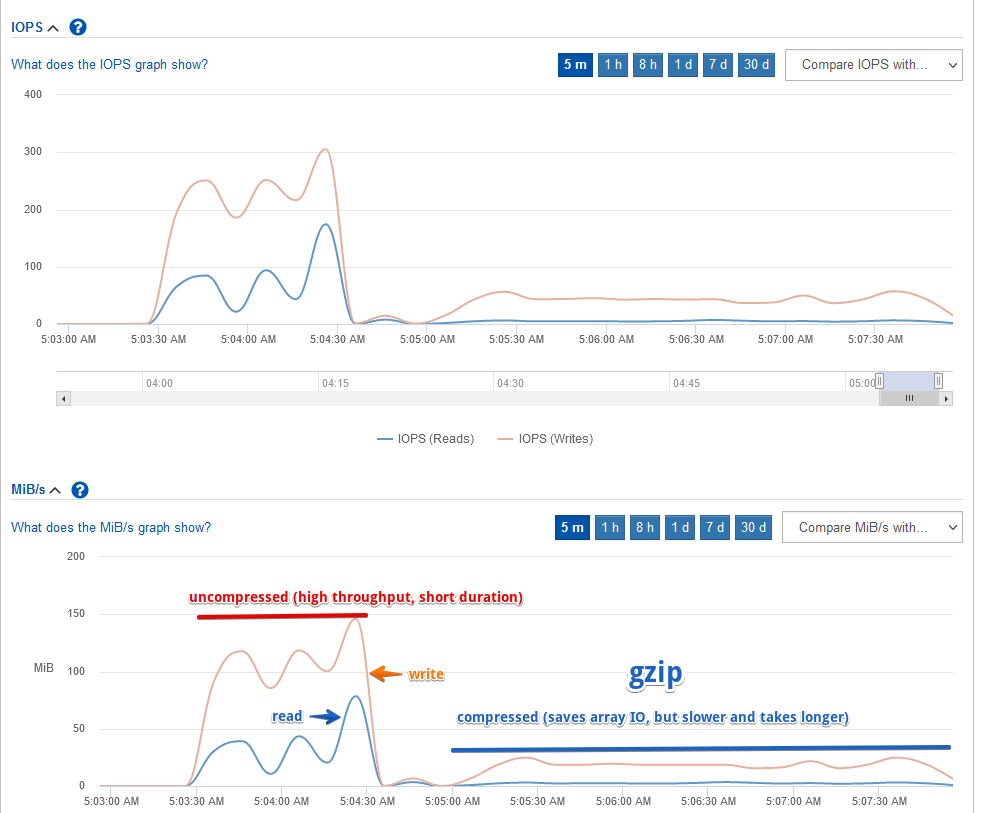 IOPS
What does the IOPS graph show?
5 m 1 h 8 h 1 d 7 d 30 d Compare IOPS with...
400
300
200
100
0
5:03:00 AM 5:03:30 AM 5:04:00 AM 5:04:30 AM 5:05:00 AM 5:05:30 AM 5:06:00 AM 5:06:30 AM 5:07:00 AM 5:07:30 AM
04:00 04:15 04:30 04:45 05:00
IOPS (Reads) IOPS (Writes)
MiB/s
What does the MiB/s graph show?
5 m 1 h 8 h 1 d 7 d 30 d Compare MiB/s with...
200
uncompressed (high throughput, short duration)
150
MiB 100 write gzip
read compressed (saves array IO, but slower and takes longer)
50
0
5:03:00 AM 5:03:30 AM 5:04:00 AM 5:04:30 AM 5:05:00 AM 5:05:30 AM 5:06:00 AM 5:06:30 AM 5:07:00 AM 5:07:30 AM